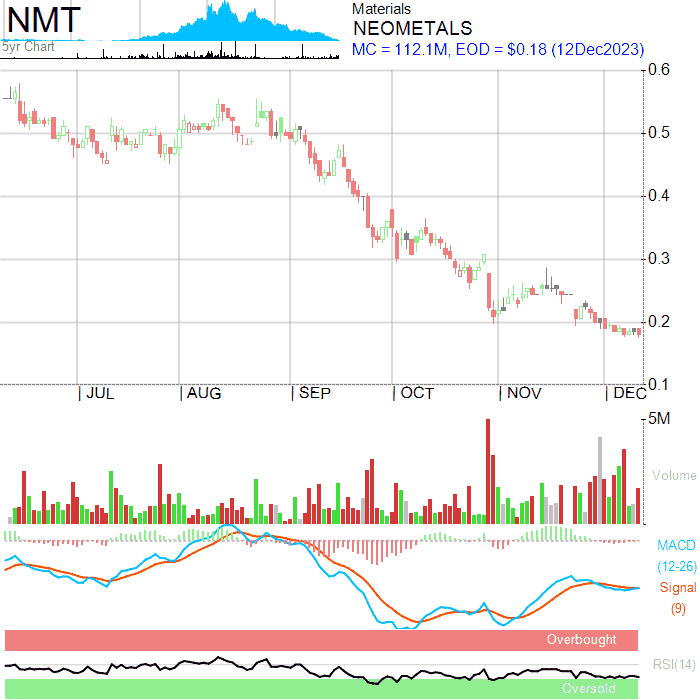 NMT
5yr Chart
Materials
NEOMETALS
MC = 112.1M, EOD = $0.18 (12Dec2023)
0.6
0.5
0.4
0.3
0.2
0.1
JUL AUG SEP OCT NOV DEC
5M
Volume
MACD
(12-26)
Signal
(9)
Overbought
RSI(14)
Oversold